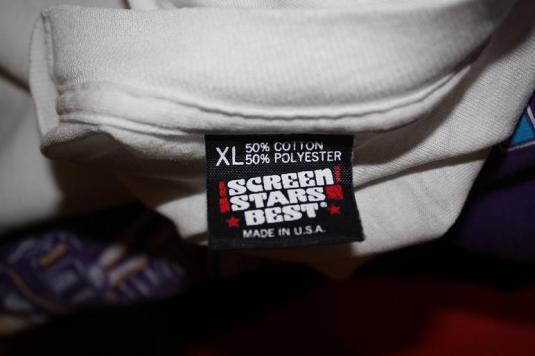 XL 50% COTTON
50% POLYESTER
SCREEN
STARS
BEST®
MADE IN U.S.A.